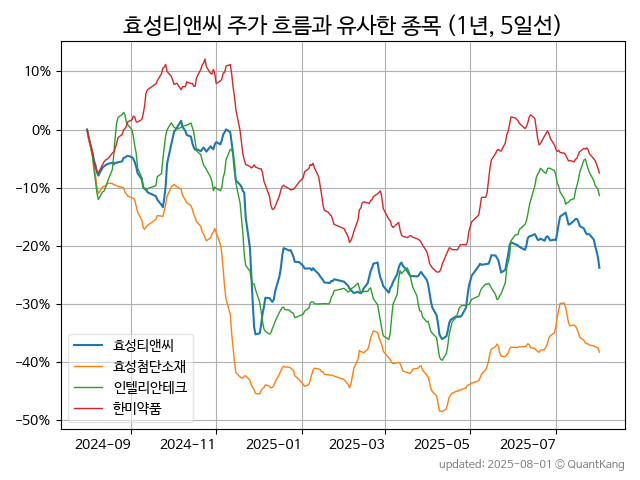 효성티앤씨 주가 흐름과 유사한 종목 (1년, 5일선)
10%
0%
−10%
−20%
−30%
−40%
−50%
효성티앤씨
효성첨단소재
인텔리안테크
한미약품
2024-09 2024-11 2025-01 2025-03 2025-05 2025-07
updated: 2025-08-01 © QuantKang